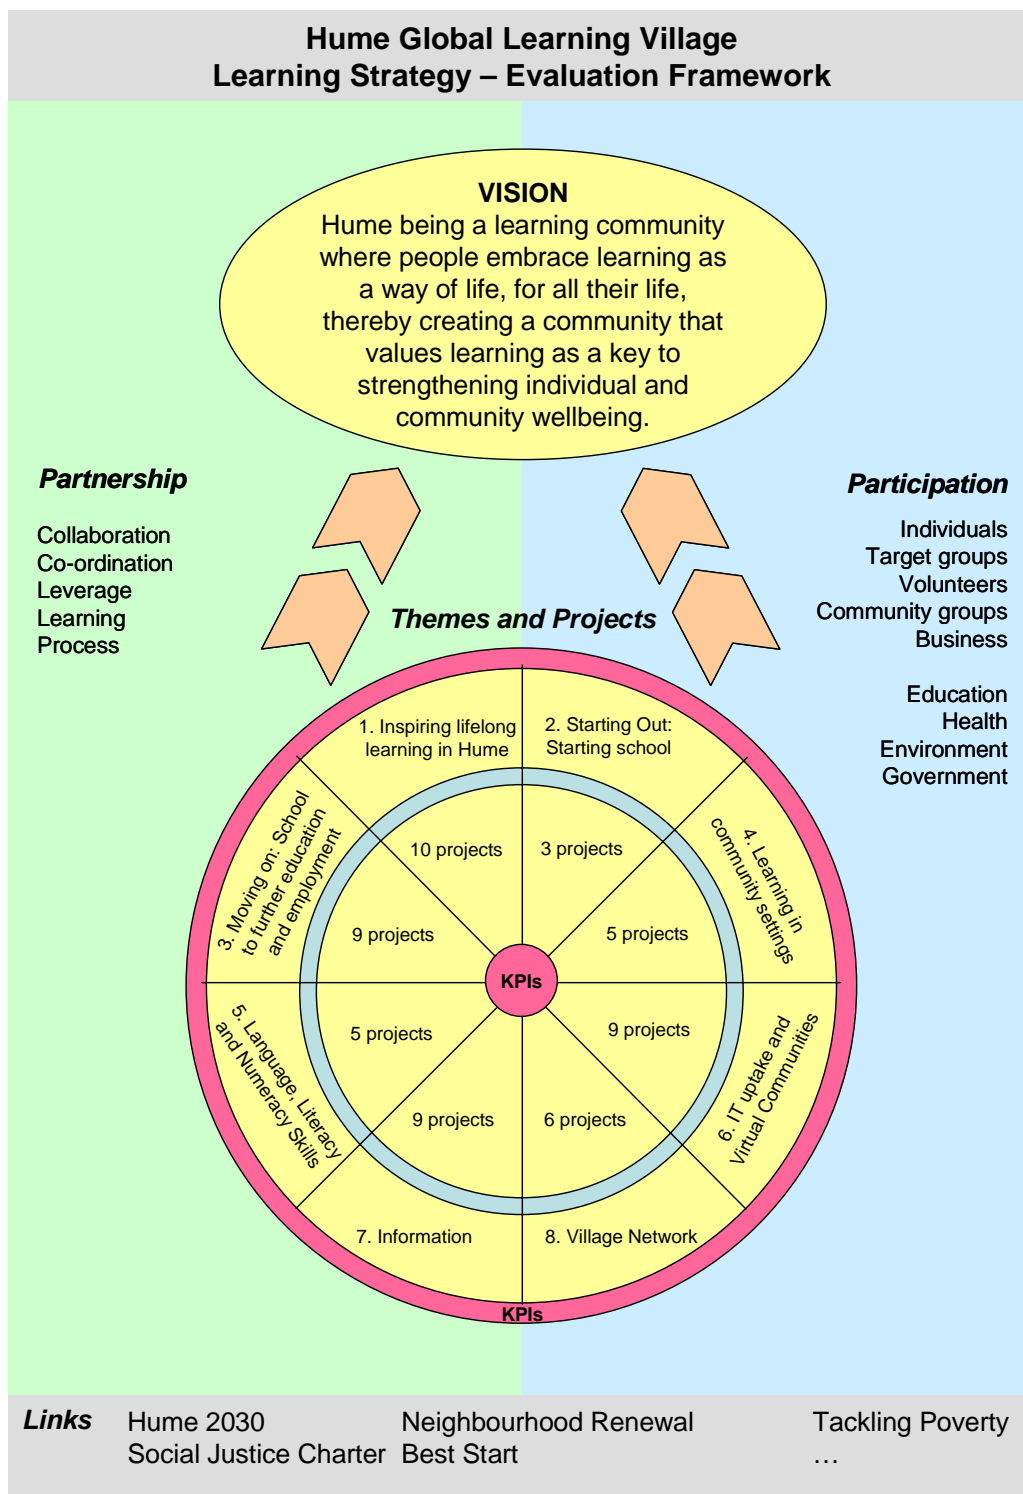 Hume Global Learning Village
Learning Strategy – Evaluation Framework
VISION
Hume being a learning community
where people embrace learning as
a way of life, for all their life,
thereby creating a community that
values learning as a key to
strengthening individual and
community wellbeing.
Partnership
Collaboration
Co-ordination
Leverage
Learning
Process
Participation
Individuals
Target groups
Volunteers
Community groups
Business
Education
Health
Environment
Government
Themes and Projects
1. Inspiring lifelong
learning in Hume
2. Starting Out:
Starting school
3. Moving on: School
to further education
and employment
4. Learning in
community settings
10 projects
3 projects
9 projects
5 projects
KPIs
5 projects
9 projects
9 projects
6 projects
5. Language, Literacy
and Numeracy Skills
6. IT uptake and
Virtual Communities
7. Information
8. Village Network
KPIs
Links
Hume 2030
Neighbourhood Renewal
Tackling Poverty
Social Justice Charter
Best Start
…